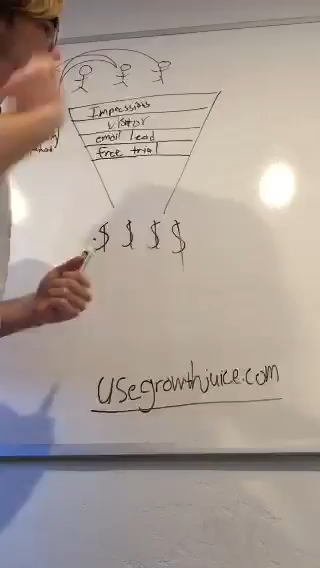 Impressions
visitor
email lead
free trial
$ $ $ $
usegrowthjuice.com